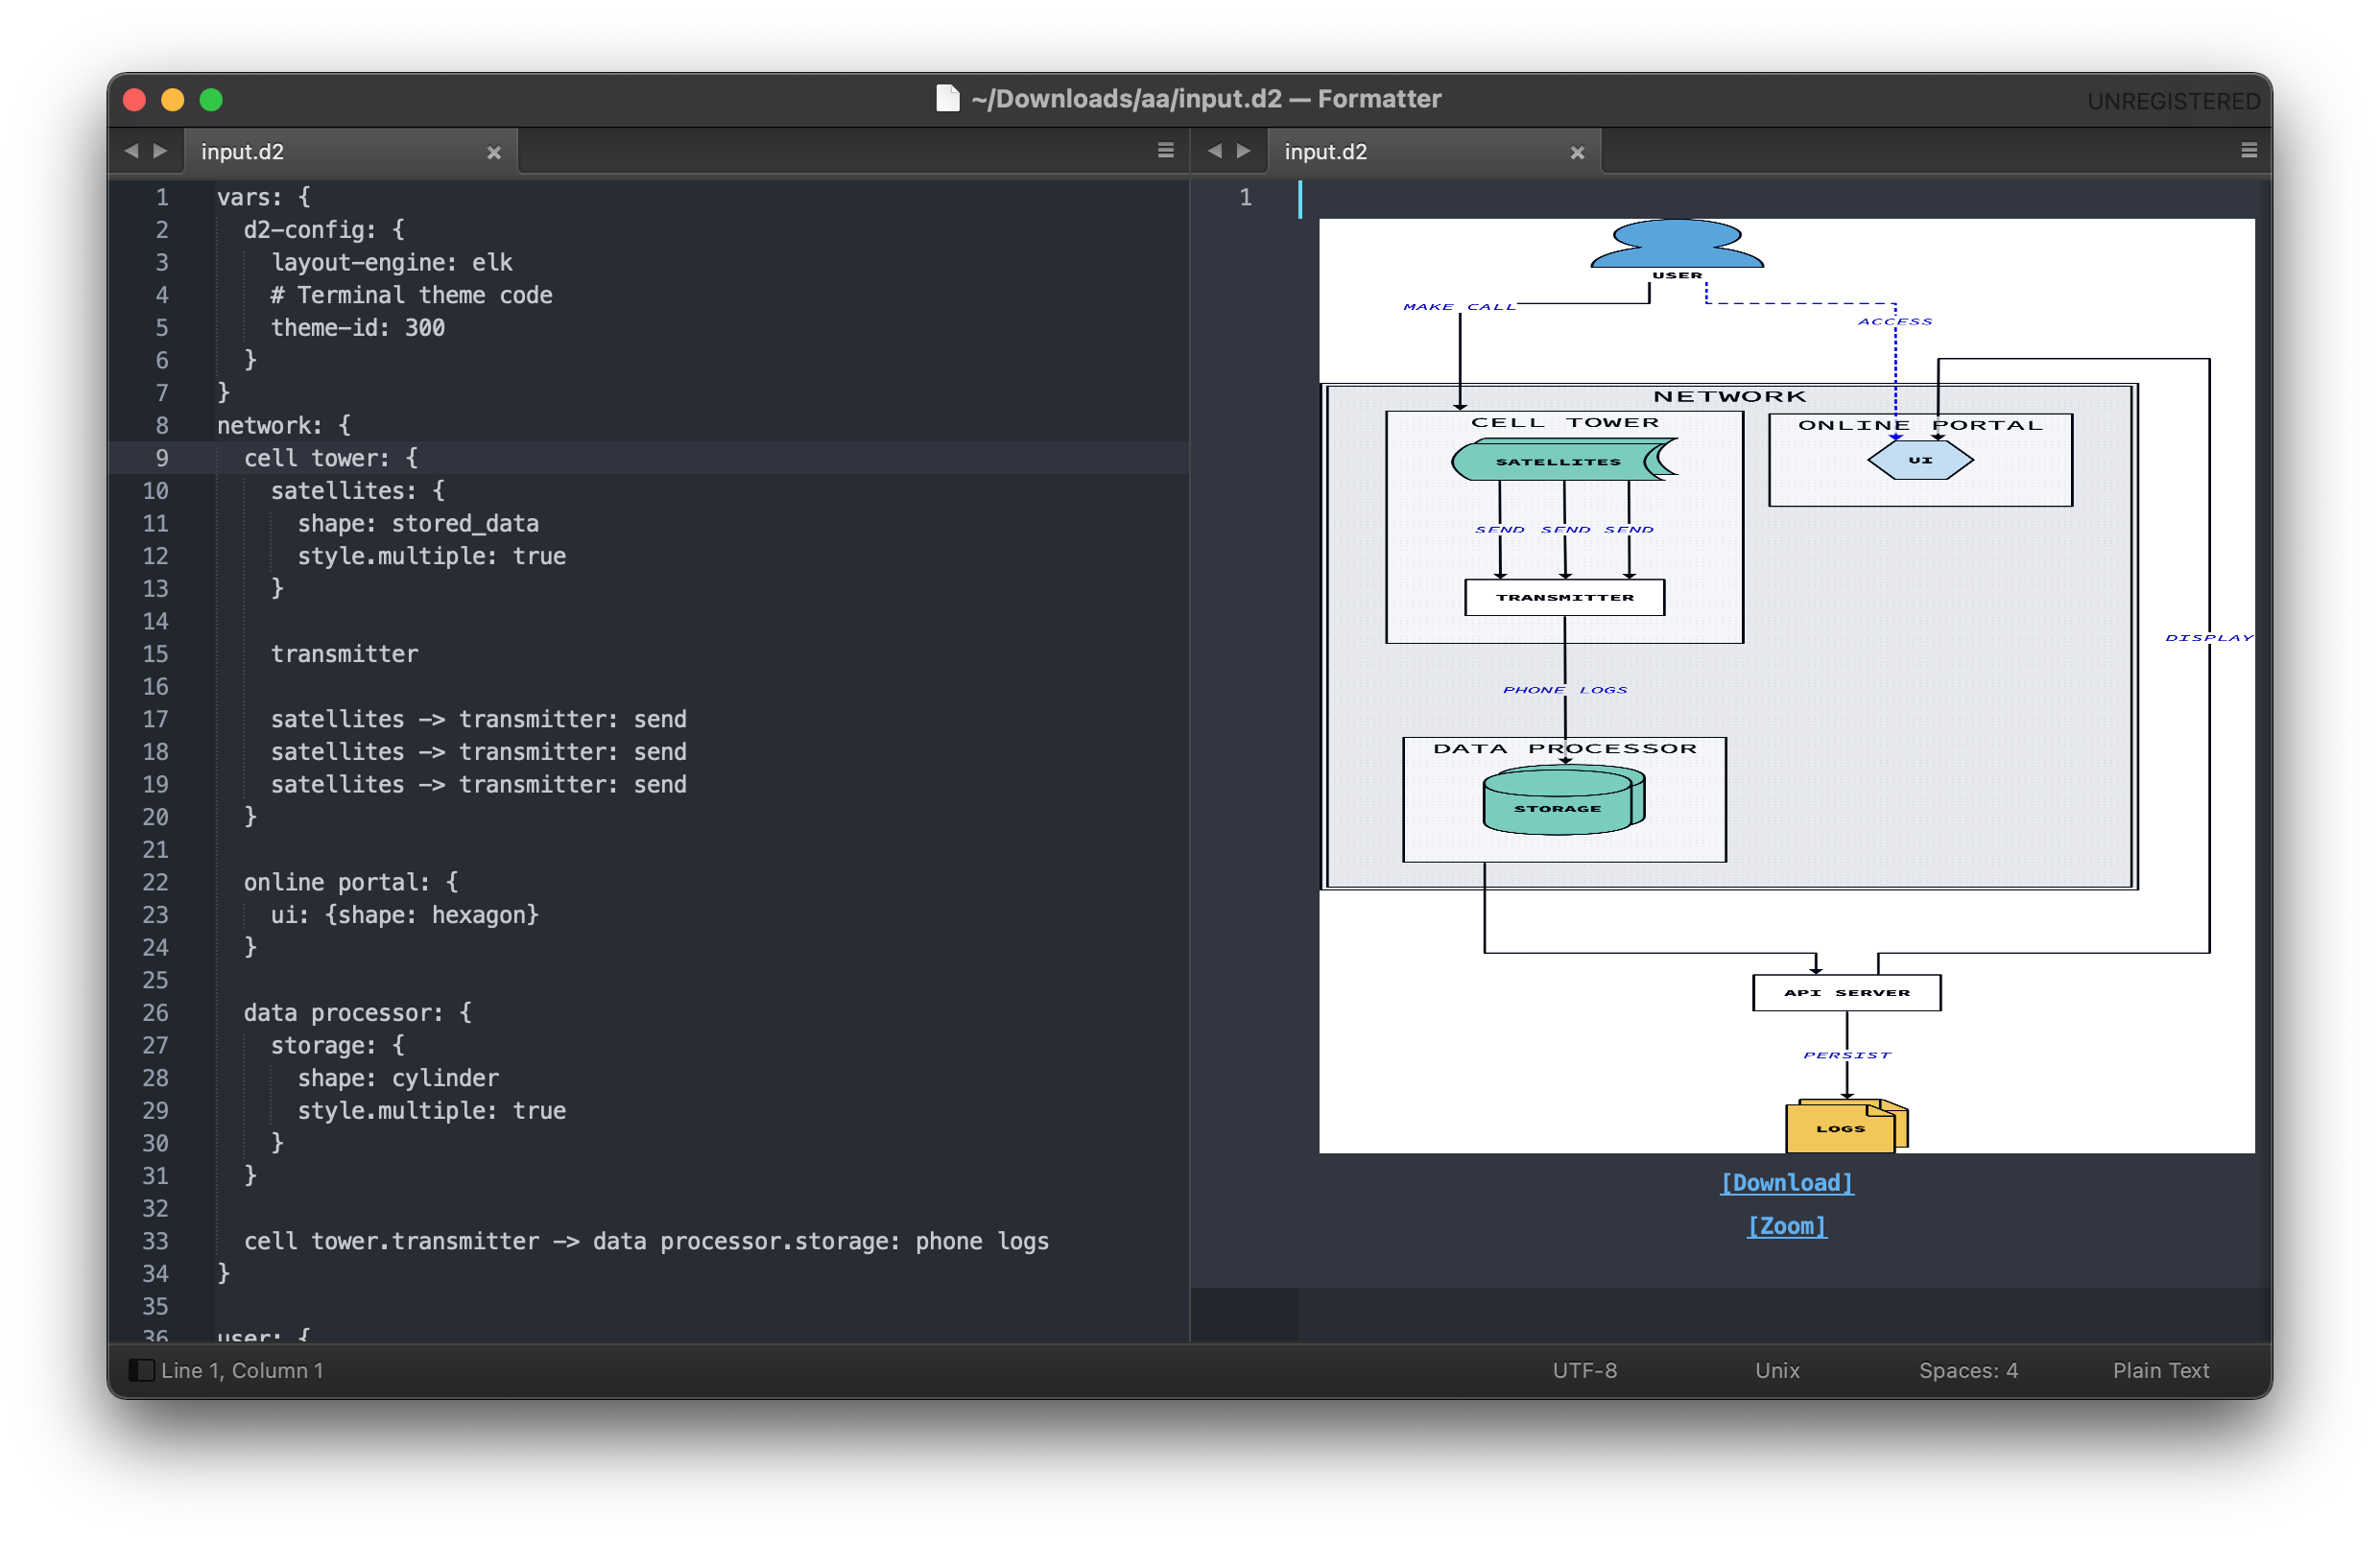 ~/Downloads/aa/input.d2 — Formatter
UNREGISTERED
input.d2
input.d2
1 vars: {
2 d2-config: {
3 layout-engine: elk
4 # Terminal theme code
5 theme-id: 300
6 }
7 }
8 network: {
9 cell tower: {
10 satellites: {
11 shape: stored_data
12 style.multiple: true
13 }
14
15 transmitter
16
17 satellites -> transmitter: send
18 satellites -> transmitter: send
19 satellites -> transmitter: send
20 }
21
22 online portal: {
23 ui: {shape: hexagon}
24 }
25
26 data processor: {
27 storage: {
28 shape: cylinder
29 style.multiple: true
30 }
31 }
32
33 cell tower.transmitter -> data processor.storage: phone logs
34 }
35
36 user: {
1
USER
MAKE CALL
ACCESS
NETWORK
CELL TOWER
ONLINE PORTAL
SATELLITES
UI
SEND SEND SEND
TRANSMITTER
DISPLAY
PHONE LOGS
DATA PROCESSOR
STORAGE
API SERVER
PERSIST
LOGS
[Download]
[Zoom]
Line 1, Column 1
UTF-8
Unix
Spaces: 4
Plain Text